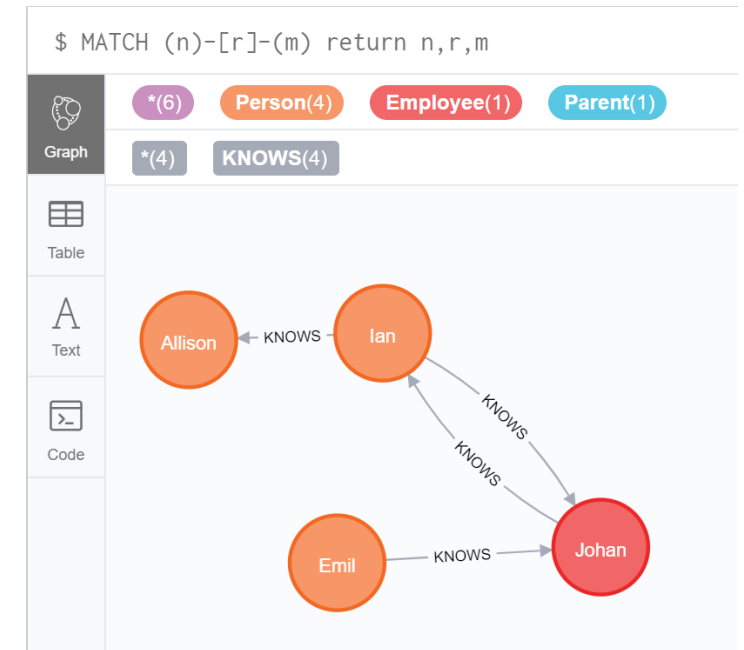 $ MATCH (n)-[r]-(m) return n,r,m
*(6) Person(4) Employee(1) Parent(1)
Graph
*(4) KNOWS(4)
Table
Text
Code
Allison
KNOWS
Ian
KNOWS
KNOWS
Emil
KNOWS
Johan